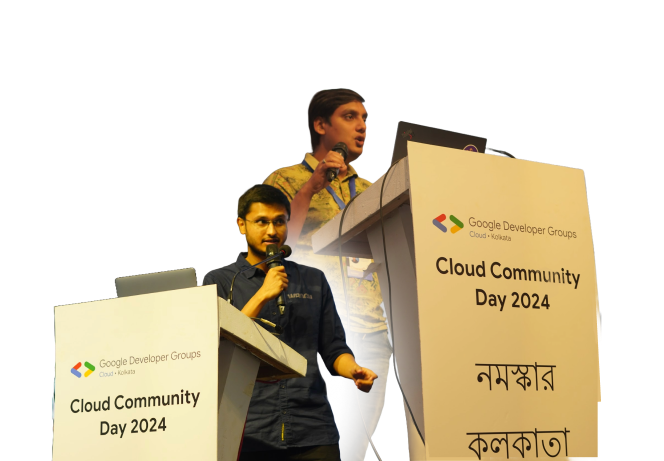 Google Developer Groups
Cloud • Kolkata
Cloud Community
Day 2024
নমস্কার
কলকাতা
Google Developer Groups
Cloud • Kolkata
Cloud Community
Day 2024